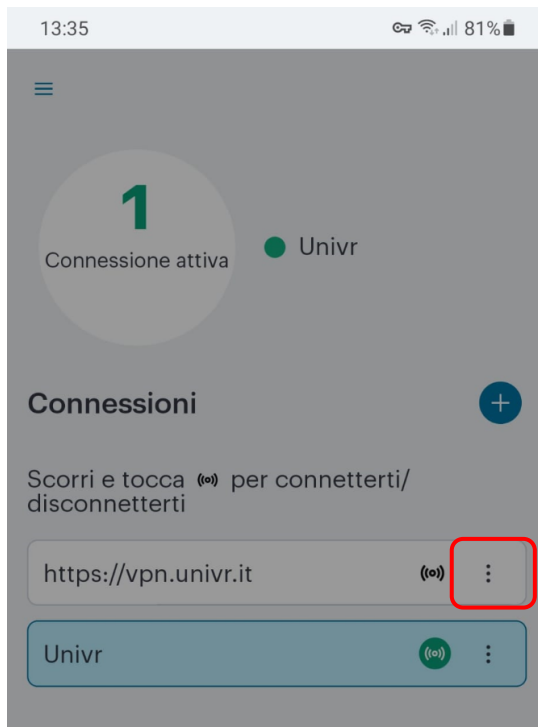 13:35 81%
1
Connessione attiva
Univr
Connessioni
Scorri e tocca per connetterti/
disconnetterti
https://vpn.univr.it
Univr